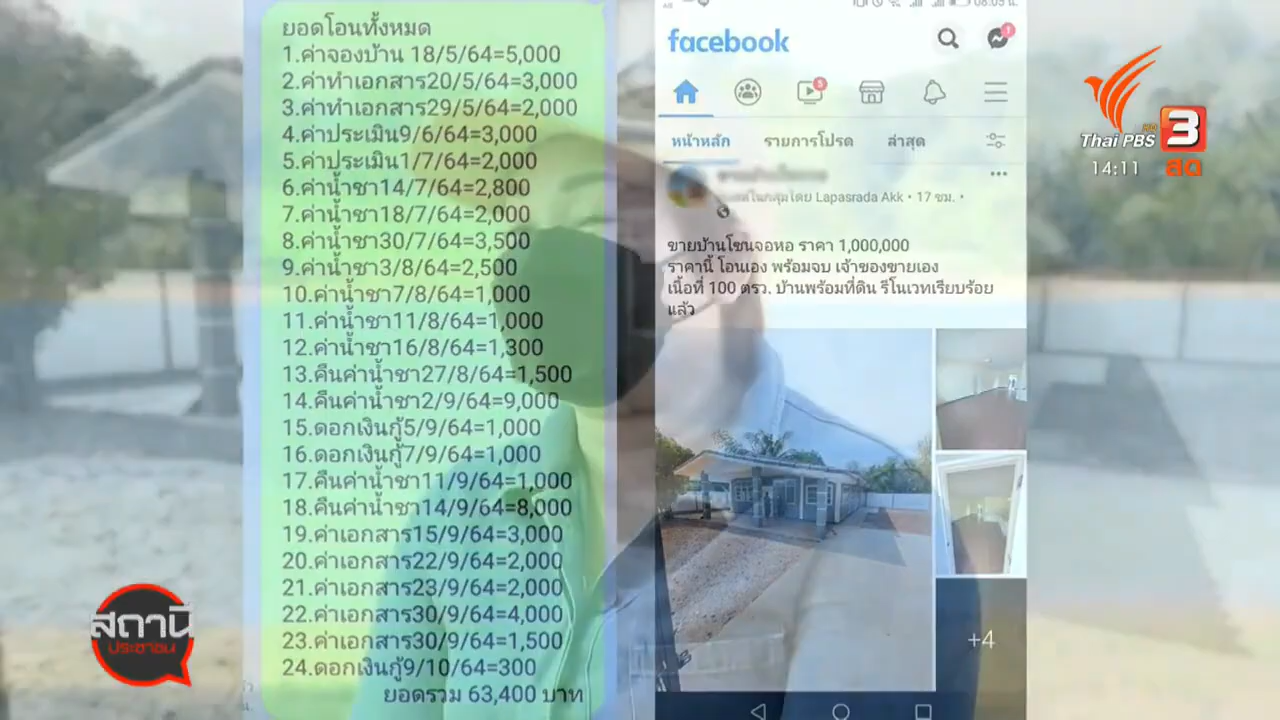 ยอดโอนทั้งหมด
1.ค่าจองบ้าน 18/5/64=5,000
2.ค่าทำเอกสาร20/5/64=3,000
3.ค่าทำเอกสาร29/5/64=2,000
4.ค่าประเมิน9/6/64=3,000
5.ค่าประเมิน1/7/64=2,000
6.ค่าน้ำชา14/7/64=2,800
7.ค่าน้ำชา18/7/64=2,000
8.ค่าน้ำชา30/7/64=3,500
9.ค่าน้ำชา3/8/64=2,500
10.ค่าน้ำชา7/8/64=1,000
11.ค่าน้ำชา11/8/64=1,000
12.ค่าน้ำชา16/8/64=1,300
13.คืนค่าน้ำชา27/8/64=1,500
14.คืนค่าน้ำชา2/9/64=9,000
15.ดอกเงินกู้5/9/64=1,000
16.ดอกเงินกู้7/9/64=1,000
17.คืนค่าน้ำชา11/9/64=1,000
18.คืนค่าน้ำชา14/9/64=8,000
19.ค่าเอกสาร15/9/64=3,000
20.ค่าเอกสาร22/9/64=2,000
21.ค่าเอกสาร23/9/64=2,000
22.ค่าเอกสาร30/9/64=4,000
23.ค่าเอกสาร30/9/64=1,500
24.ดอกเงินกู้9/10/64=300
ยอดรวม 63,400 บาท
facebook
1
5
หน้าหลัก รายการโปรด ล่าสุด
Lapasrada Akk • 17 ชม. •
ขายบ้านโซนจอหอ ราคา 1,000,000
ราคานี้ โอนเอง พร้อมจบ เจ้าของขายเอง
เนื้อที่ 100 ตรว. บ้านพร้อมที่ดิน รีโนเวทเรียบร้อย
แล้ว
+4
Thai PBS 3
14:11 สด
สถานี
ประชาชน